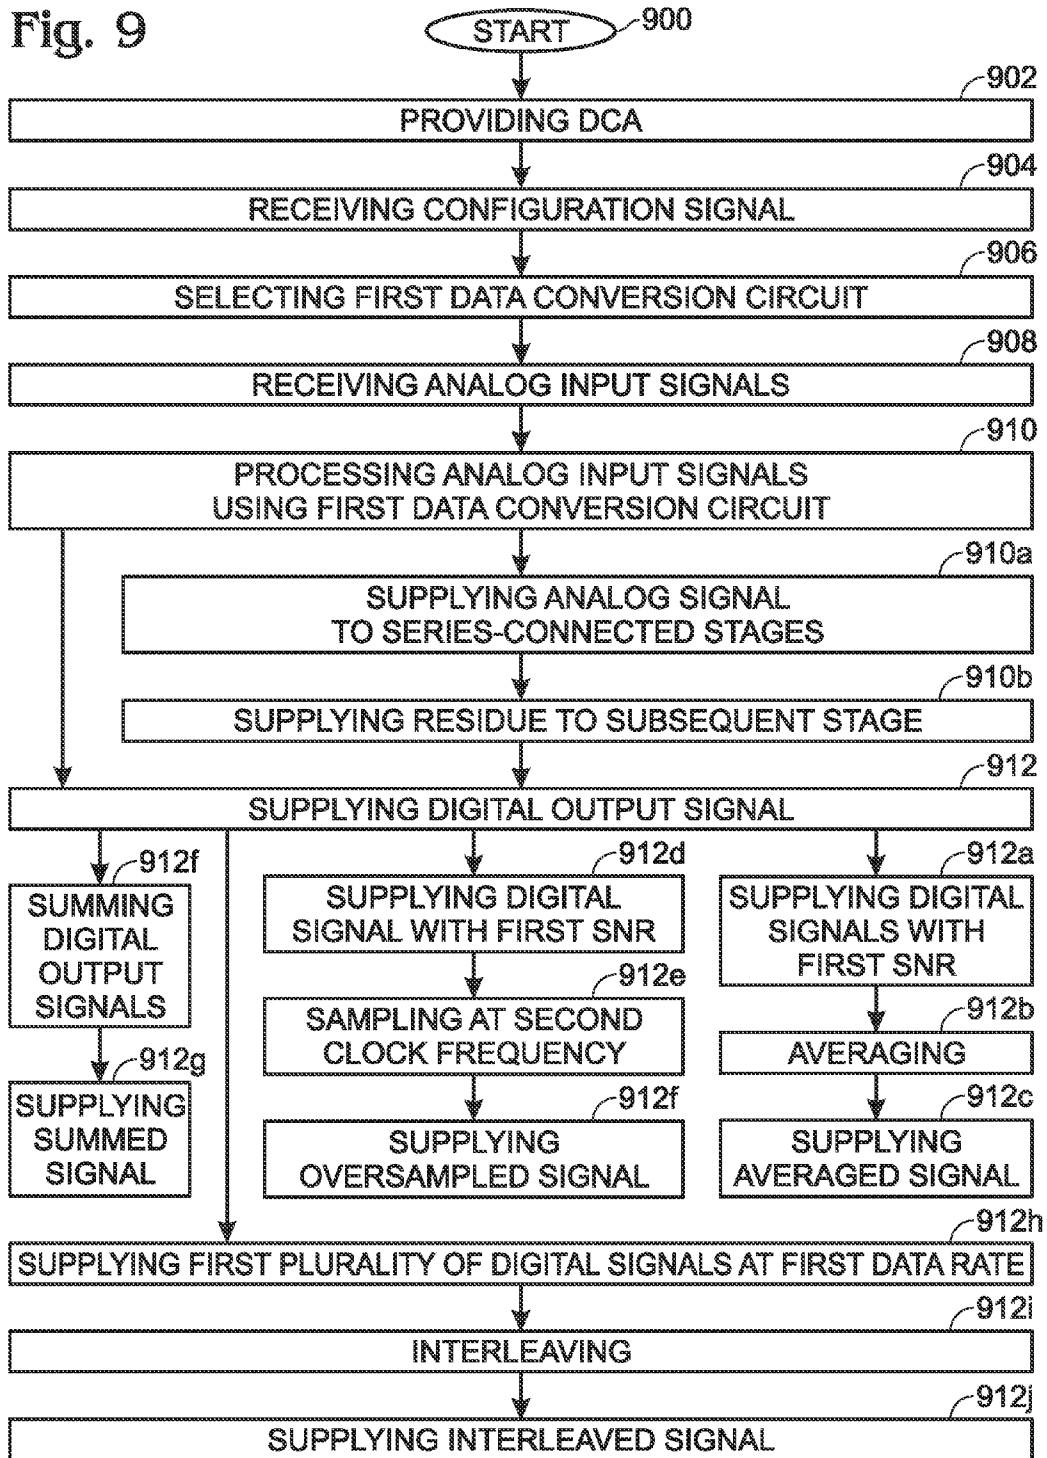 Fig. 9
START
900
902
PROVIDING DCA
904
RECEIVING CONFIGURATION SIGNAL
906
SELECTING FIRST DATA CONVERSION CIRCUIT
908
RECEIVING ANALOG INPUT SIGNALS
910
PROCESSING ANALOG INPUT SIGNALS
USING FIRST DATA CONVERSION CIRCUIT
910a
SUPPLYING ANALOG SIGNAL
TO SERIES-CONNECTED STAGES
910b
SUPPLYING RESIDUE TO SUBSEQUENT STAGE
912
SUPPLYING DIGITAL OUTPUT SIGNAL
912f
SUMMING
DIGITAL
OUTPUT
SIGNALS
912g
SUPPLYING
SUMMED
SIGNAL
912d
SUPPLYING DIGITAL
SIGNAL WITH FIRST SNR
912e
SAMPLING AT SECOND
CLOCK FREQUENCY
912f
SUPPLYING
OVERSAMPLED SIGNAL
912a
SUPPLYING DIGITAL
SIGNALS WITH
FIRST SNR
912b
AVERAGING
912c
SUPPLYING
AVERAGED SIGNAL
912h
SUPPLYING FIRST PLURALITY OF DIGITAL SIGNALS AT FIRST DATA RATE
912i
INTERLEAVING
912j
SUPPLYING INTERLEAVED SIGNAL